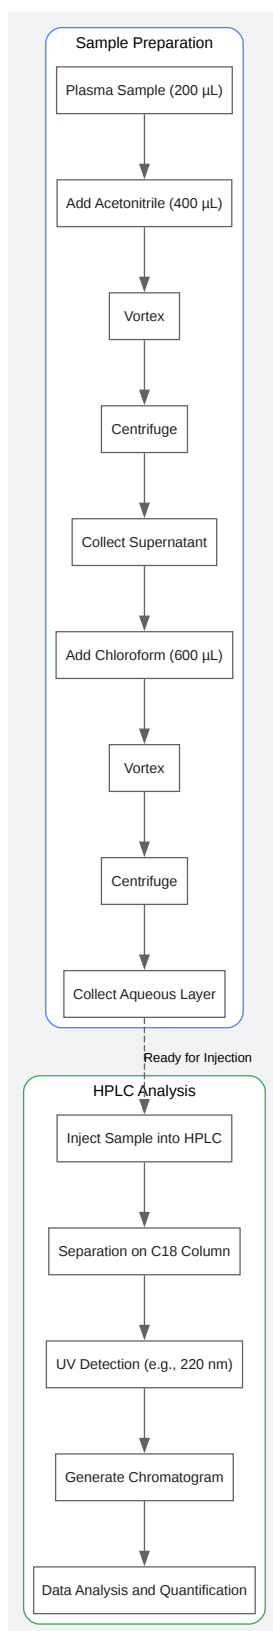 Sample Preparation
Plasma Sample (200 µL)
Add Acetonitrile (400 µL)
Vortex
Centrifuge
Collect Supernatant
Add Chloroform (600 µL)
Vortex
Centrifuge
Collect Aqueous Layer
Ready for Injection
HPLC Analysis
Inject Sample into HPLC
Separation on C18 Column
UV Detection (e.g., 220 nm)
Generate Chromatogram
Data Analysis and Quantification